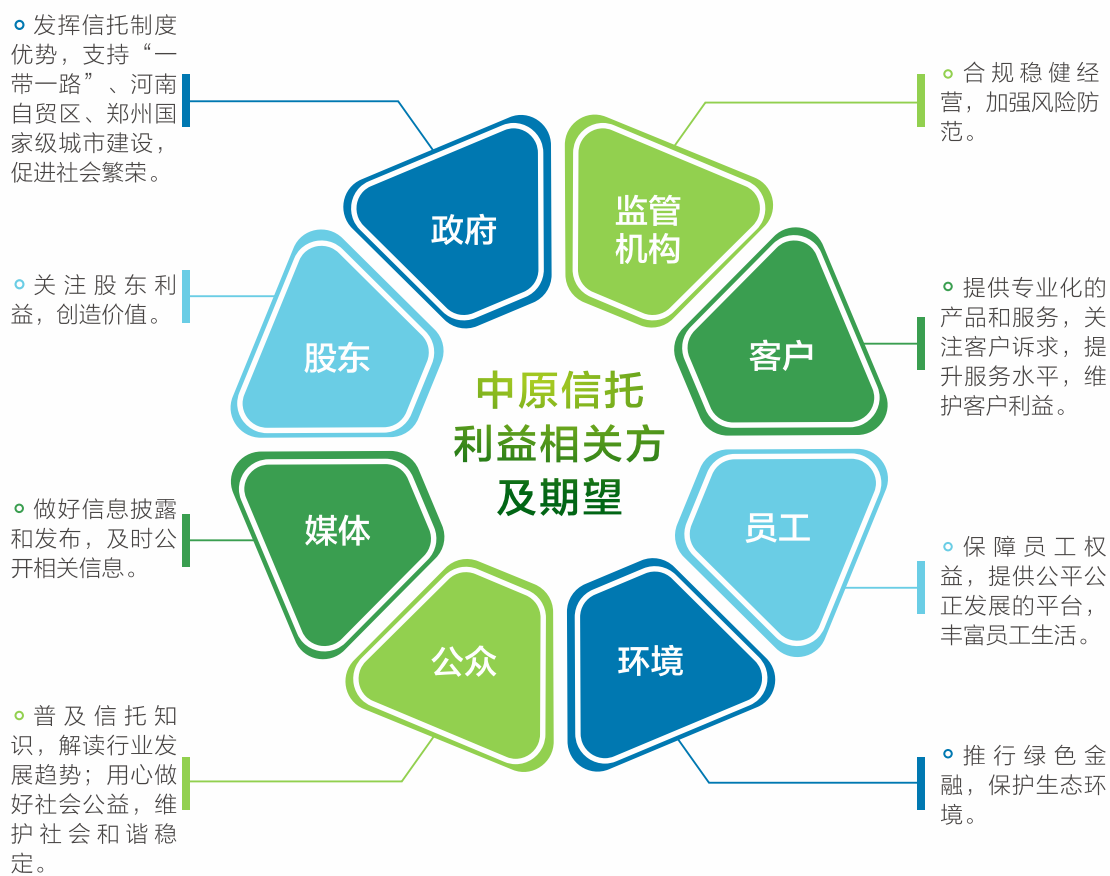 发挥信托制度
优势，支持“一
带一路”、河南
自贸区、郑州国
家级城市建设，
促进社会繁荣。
政府
监管
机构
合规稳健经
营，加强风险防
范。
关注股东利
益，创造价值。
股东
客户
提供专业化的
产品和服务，关
注客户诉求，提
升服务水平，维
护客户利益。
中原信托
利益相关方
及期望
做好信息披露
和发布，及时公
开相关信息。
媒体
员工
保障员工权
益，提供公平公
正发展的平台，
丰富员工生活。
普及信托知
识，解读行业发
展趋势；用心做
好社会公益，维
护社会和谐稳
定。
公众
环境
推行绿色金
融，保护生态环
境。